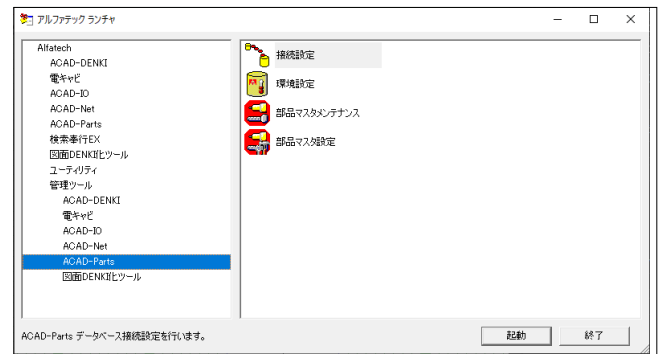 アルファテック ランチャ
Alfatech
ACAD-DENKI
電キャビ
ACAD-IO
ACAD-Net
ACAD-Parts
検索奉行EX
図面DENKI化ツール
ユーティリティ
管理ツール
ACAD-DENKI
電キャビ
ACAD-IO
ACAD-Net
ACAD-Parts
図面DENKI化ツール
接続設定
環境設定
部品マスタメンテナンス
部品マスタ設定
ACAD-Parts データベース接続設定を行います。
起動
終了